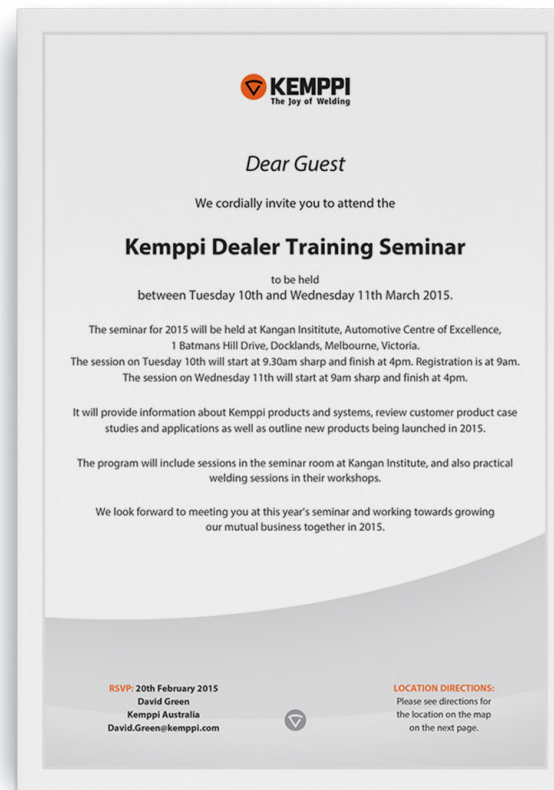 KEMPPI
The Joy of Welding
Dear Guest
We cordially invite you to attend the
Kemppi Dealer Training Seminar
to be held
between Tuesday 10th and Wednesday 11th March 2015.
The seminar for 2015 will be held at Kangan Insititute, Automotive Centre of Excellence,
1 Batmans Hill Drive, Docklands, Melbourne, Victoria.
The session on Tuesday 10th will start at 9.30am sharp and finish at 4pm. Registration is at 9am.
The session on Wednesday 11th will start at 9am sharp and finish at 4pm.
It will provide information about Kemppi products and systems, review customer product case
studies and applications as well as outline new products being launched in 2015.
The program will include sessions in the seminar room at Kangan Institute, and also practical
welding sessions in their workshops.
We look forward to meeting you at this year's seminar and working towards growing
our mutual business together in 2015.
RSVP: 20th February 2015
David Green
Kemppi Australia
David.Green@kemppi.com
LOCATION DIRECTIONS:
Please see directions for
the location on the map
on the next page.